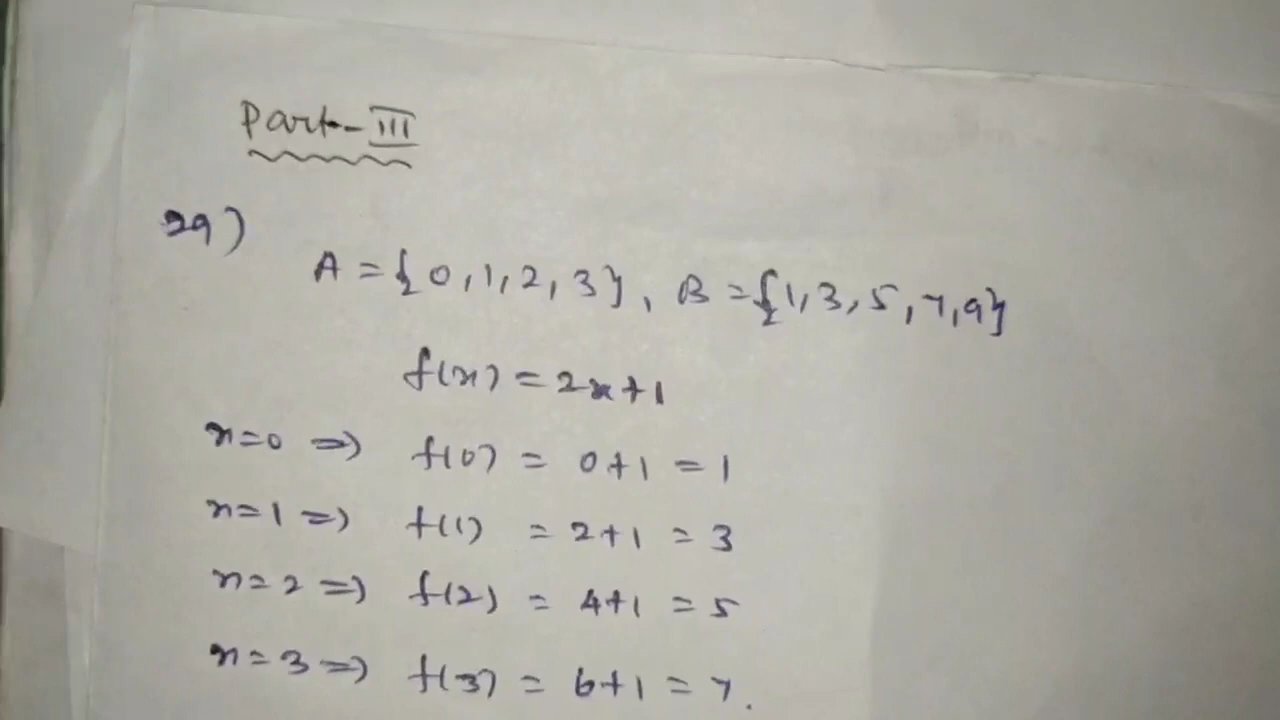 Part-III
29)
A = {0,1,2,3}, B = {1,3,5,7,9}
f(x) = 2x+1
x=0 ⇒ f(0) = 0+1 = 1
x=1 ⇒ f(1) = 2+1 = 3
x=2 ⇒ f(2) = 4+1 = 5
x=3 ⇒ f(3) = 6+1 = 7.